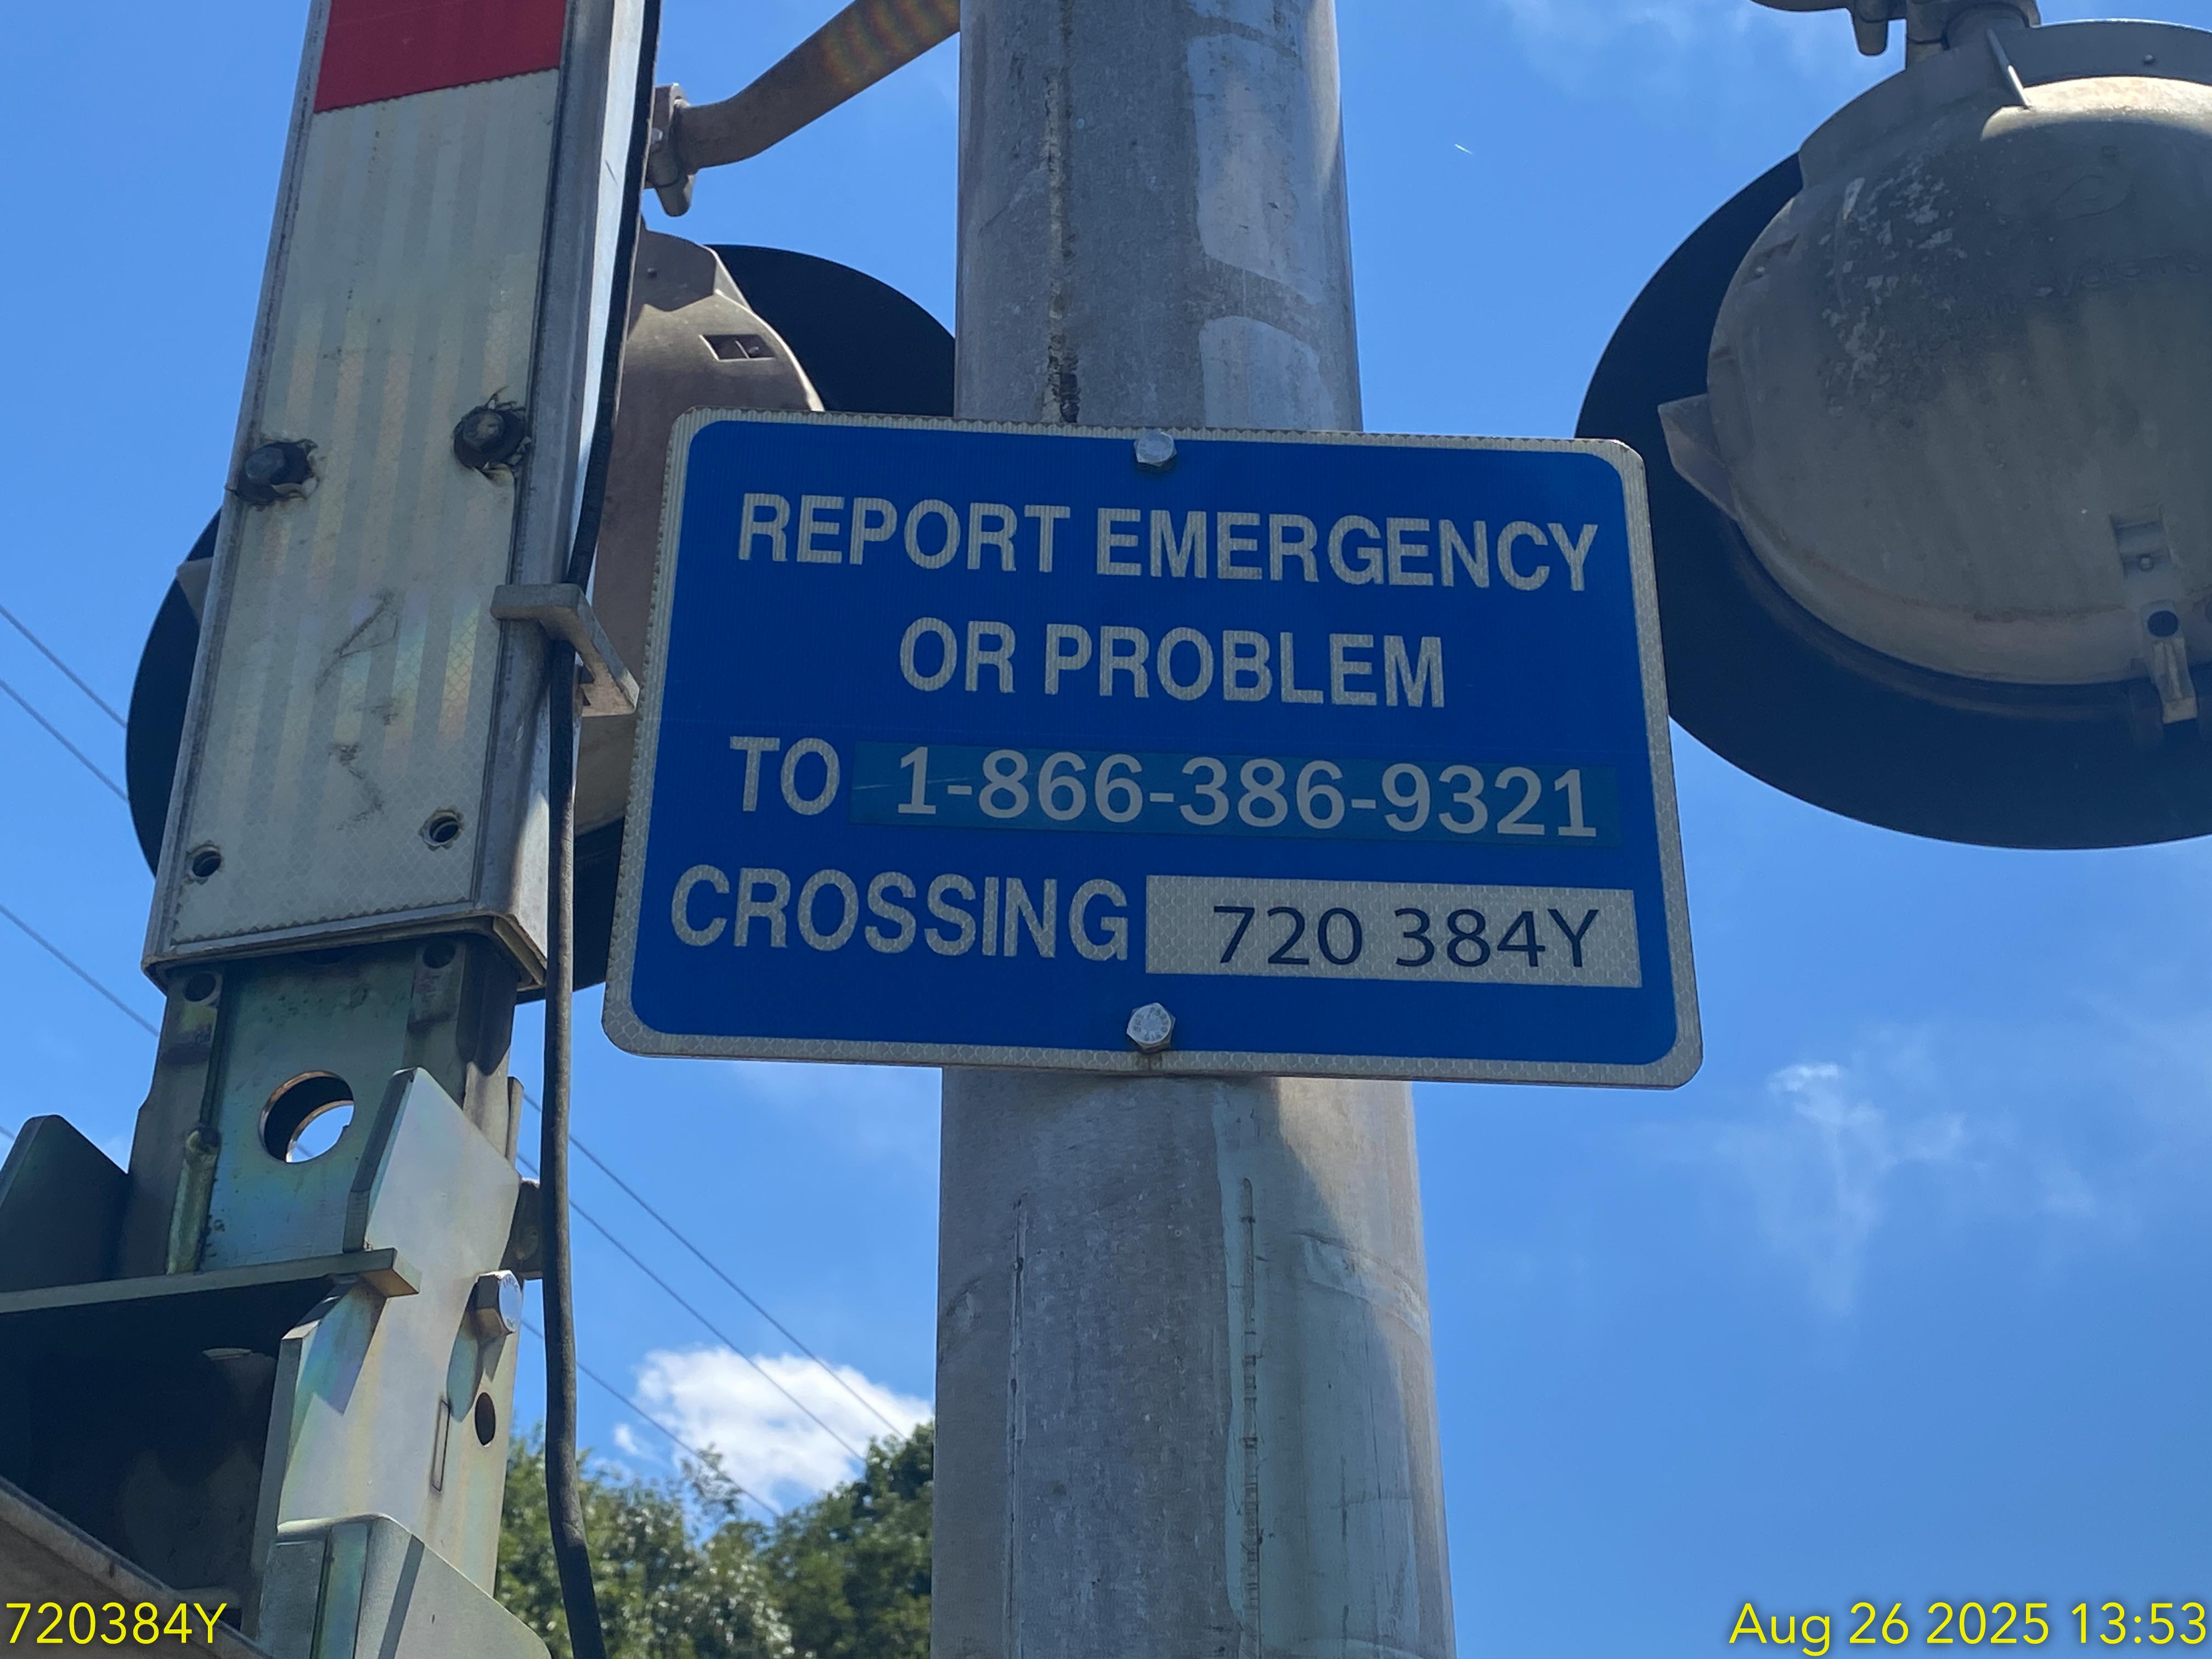 REPORT EMERGENCY
OR PROBLEM
TO 1-866-386-9321
CROSSING 720 384Y
720384Y
Aug 26 2025 13:53